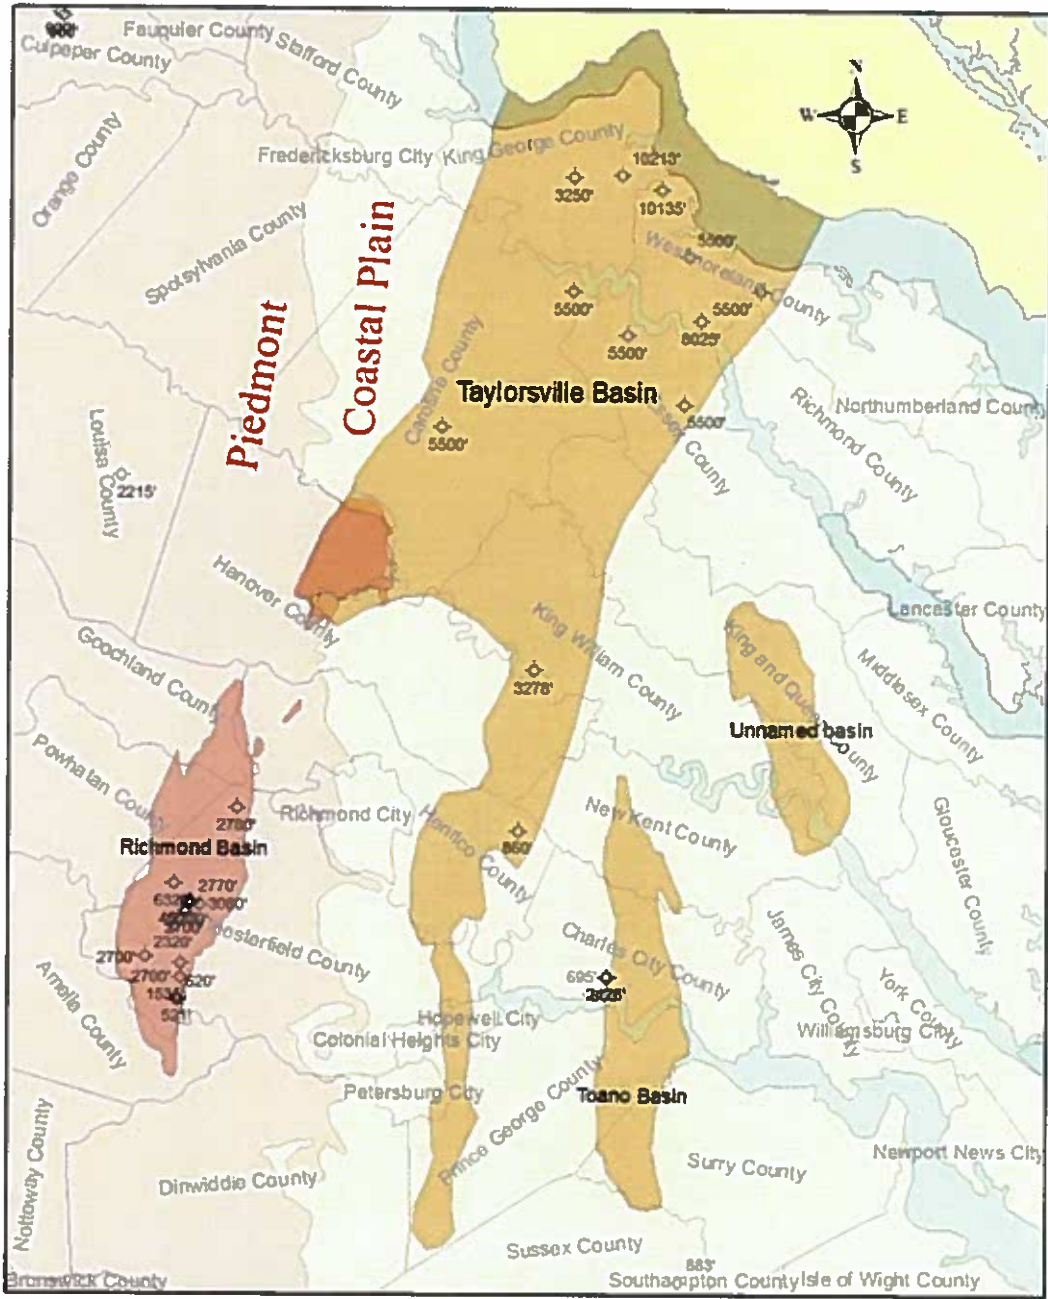 Fauquier County
Culpeper County
Stafford County
N
W E
S
Orange County
Fredericksburg City
King George County
10213'
3250'
10135'
Spotsylvania County
5500'
Westmoreland County
Coastal Plain
Piedmont
5500'
5500'
8025'
5500'
Caroline County
Taylorsville Basin
5500'
Essex County
Richmond County
Northumberland County
5500'
Louisa County
2215'
Hanover County
Lancaster County
King William County
King and Queen County
Middlesex County
Goochland County
3278'
Unnamed basin
Powhatan County
2780'
Richmond City
Henrico County
New Kent County
Gloucester County
Richmond Basin
860'
2770'
3080'
2320'
Chesterfield County
2700'
2700'
520'
521'
Amelia County
Charles City County
James City County
York County
695'
Williamsburg City
Hopewell City
Colonial Heights City
Petersburg City
Prince George County
Toano Basin
Nottoway County
Dinwiddie County
Surry County
Newport News City
Sussex County
883'
Brunswick County
Southampton County
Isle of Wight County